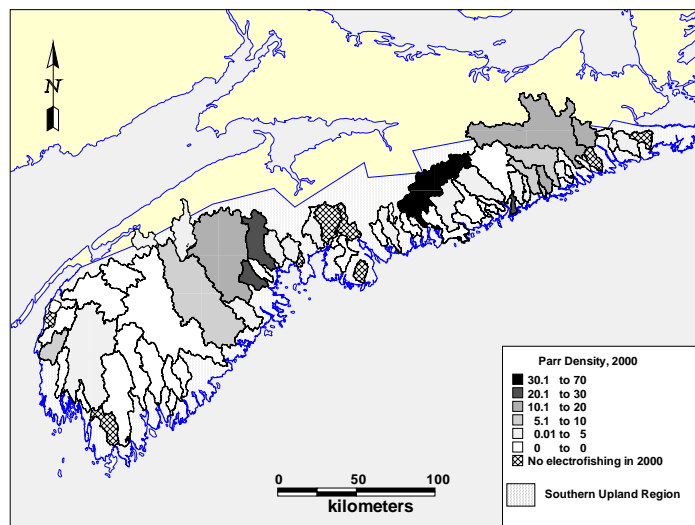 N
Parr Density, 2000
30.1 to 70
20.1 to 30
10.1 to 20
5.1 to 10
0.01 to 5
0 to 0
No electrofishing in 2000
Southern Upland Region
0 50 100
kilometers